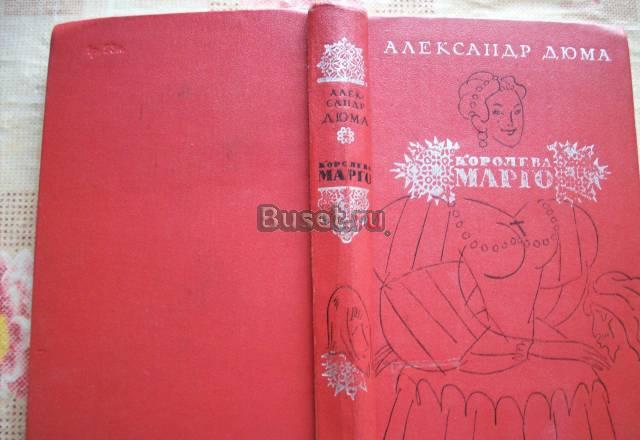 АЛЕК-
САНДР
ДЮМА
КОРОЛЕВА
МАРГО
АЛЕКСАНДР ДЮМА
КОРОЛЕВА
МАРГО
Buset.ru